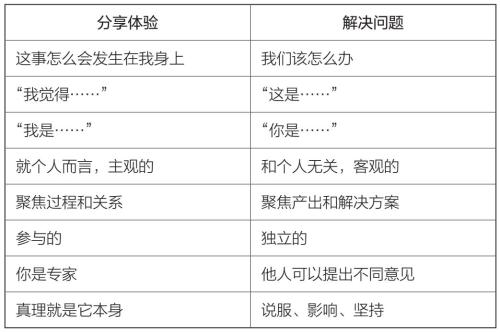 分享体验 解决问题
这事怎么会发生在我身上 我们该怎么办
“我觉得……” “这是……”
“我是……” “你是……”
就个人而言，主观的 和个人无关，客观的
聚焦过程和关系 聚焦产出和解决方案
参与的 独立的
你是专家 他人可以提出不同意见
真理就是它本身 说服、影响、坚持